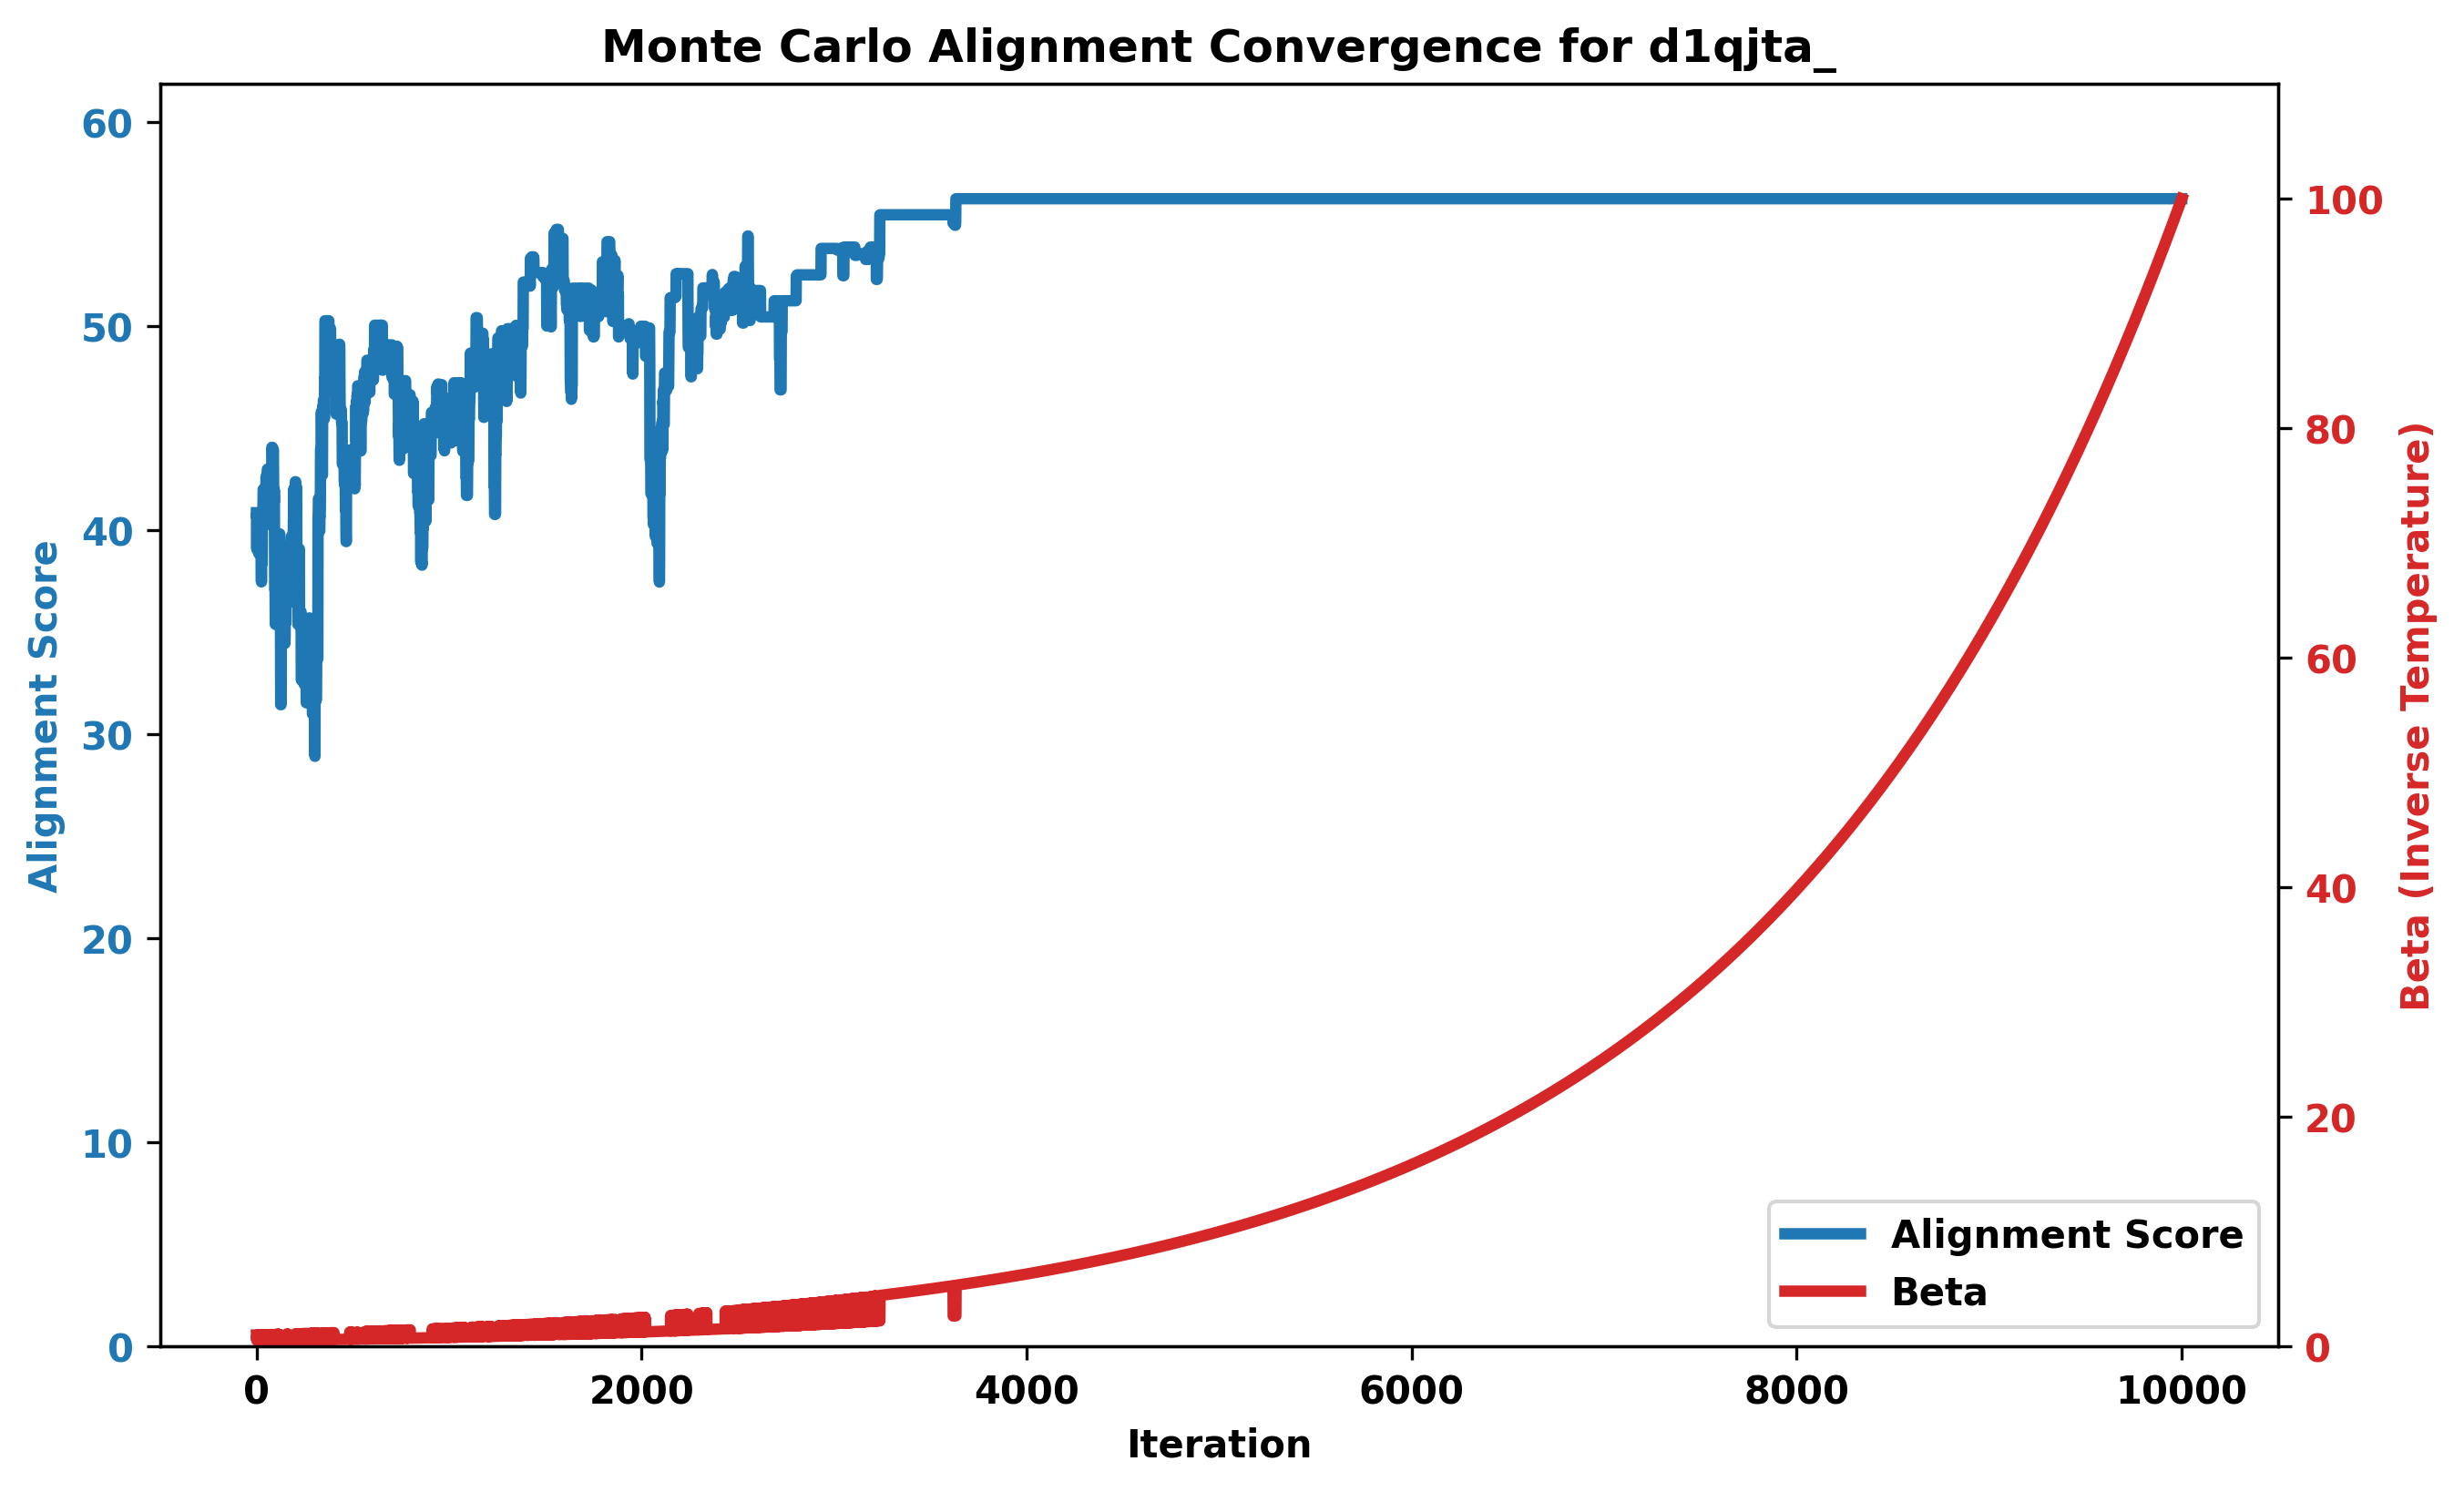 Monte Carlo Alignment Convergence for d1qjta_
60
50
40
30
20
10
0
Alignment Score
100
80
60
40
20
0
Beta (Inverse Temperature)
Alignment Score
Beta
0 2000 4000 6000 8000 10000
Iteration